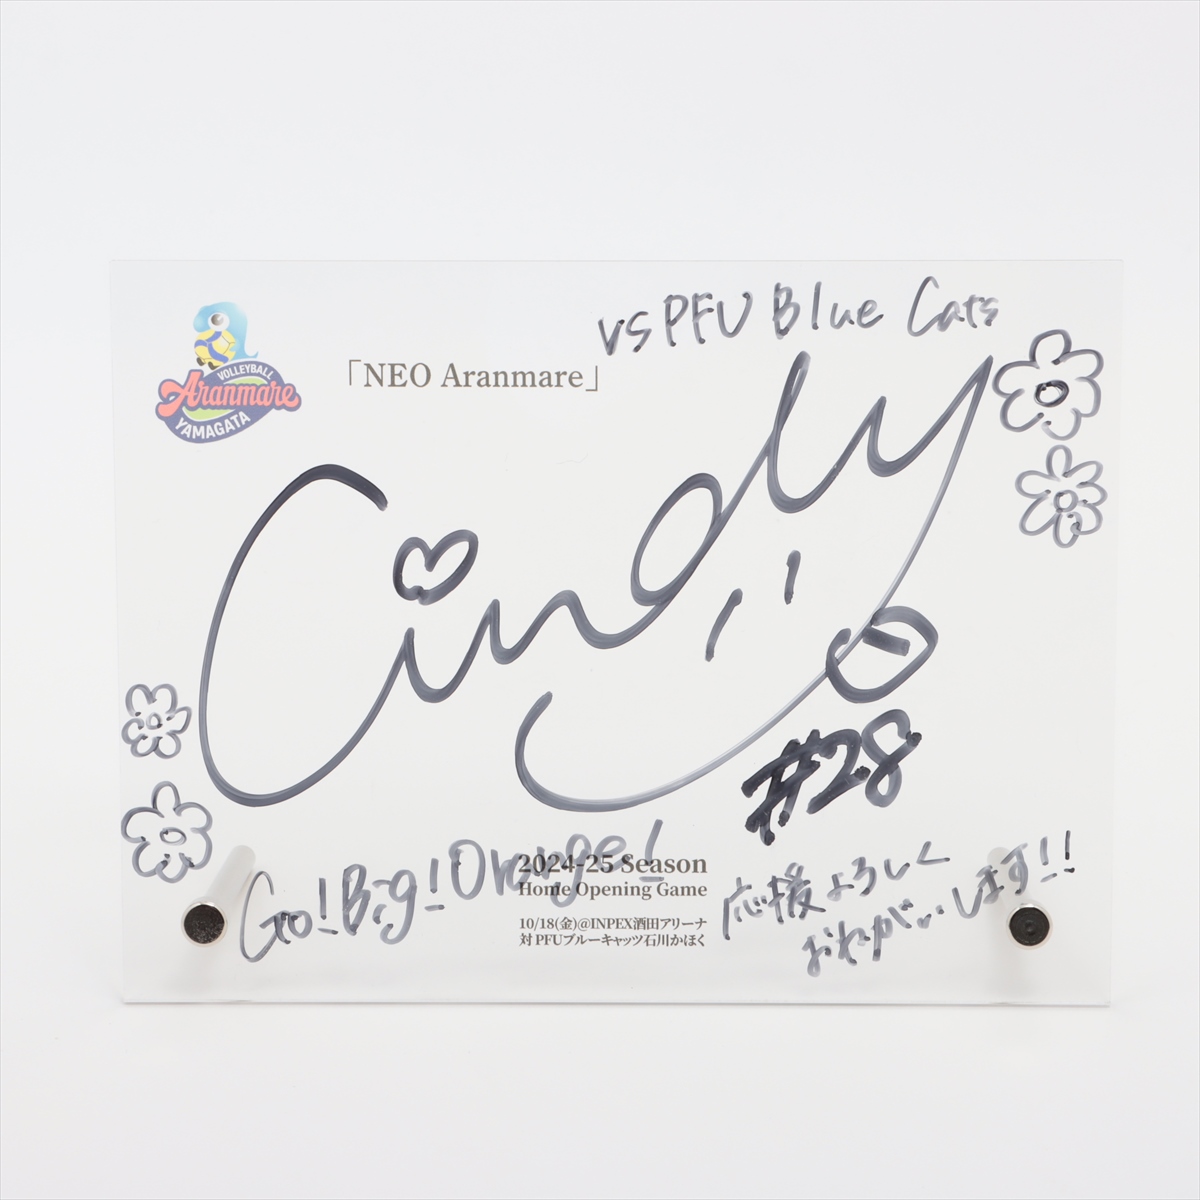 vs PFU Blue Cats
VOLLEYBALL
Aranmare
YAMAGATA
「NEO Aranmare」
Cindy
#28
Go! Big! Orange!
2024-25 Season
Home Opening Game
10/18(金)@INPEX酒田アリーナ
対 PFUブルーキャッツ石川かほく
応援よろしく
おねがいします!!